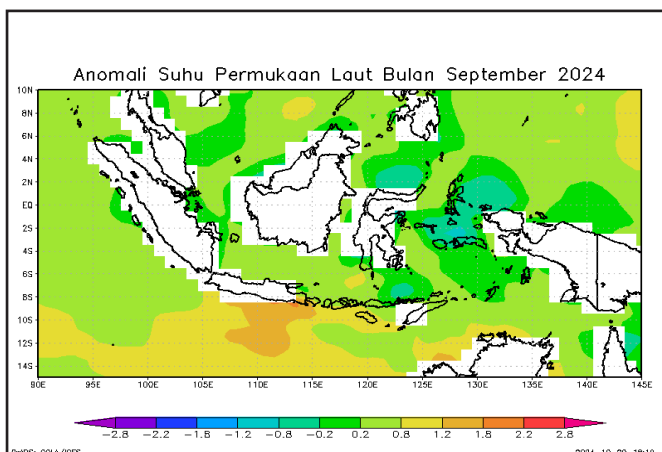 Anomali Suhu Permukaan Laut Bulan September 2024
10N
8N
6N
4N
2N
EQ
2S
4S
6S
8S
10S
12S
14S
90E 95E 100E 105E 110E 115E 120E 125E 130E 135E 140E 145E
-2.8 -2.2 -1.8 -1.2 -0.8 -0.2 0.2 0.8 1.2 1.8 2.2 2.8